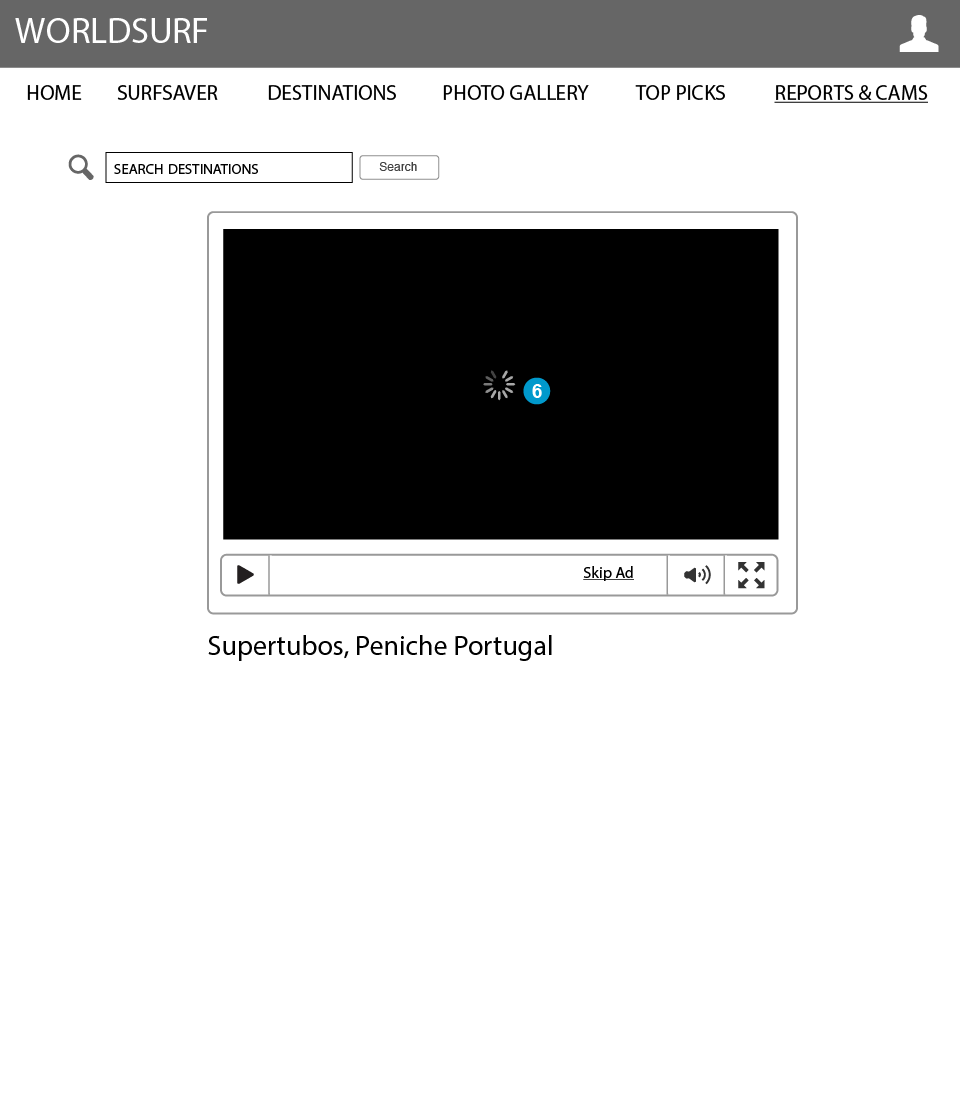 WORLDSURF
HOME SURFSAVER DESTINATIONS PHOTO GALLERY TOP PICKS REPORTS & CAMS
SEARCH DESTINATIONS Search
6
Skip Ad
Supertubos, Peniche Portugal